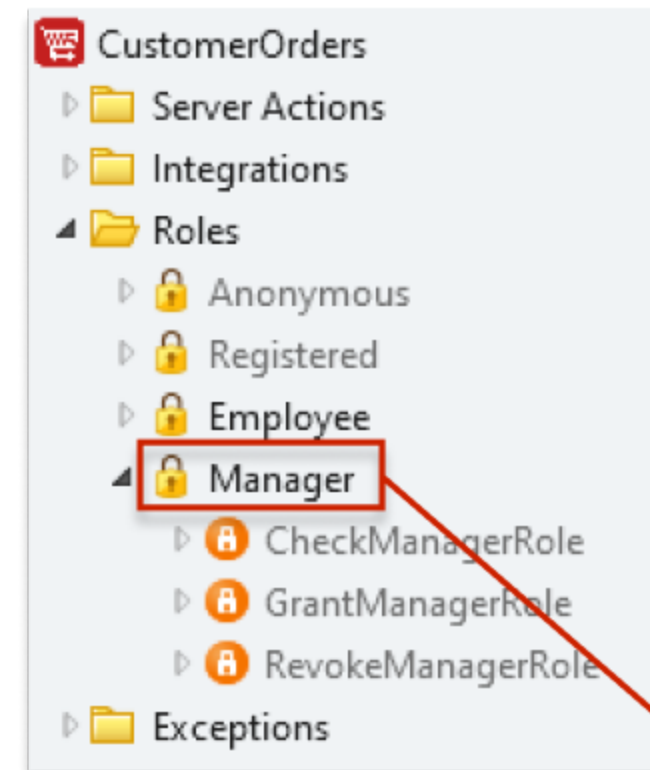 CustomerOrders
Server Actions
Integrations
Roles
Anonymous
Registered
Employee
Manager
CheckManagerRole
GrantManagerRole
RevokeManagerRole
Exceptions